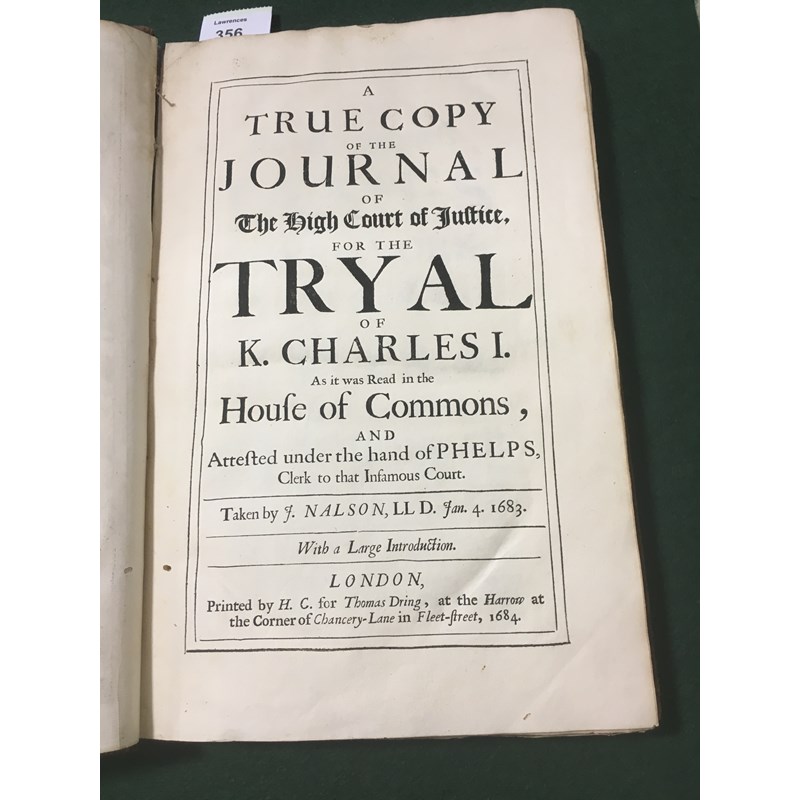 Lawrences
356
A
TRUE COPY
OF THE
JOURNAL
OF
The High Court of Juſtice,
FOR THE
TRYAL
OF
K. CHARLES I.
As it was Read in the
Houſe of Commons,
AND
Atteſted under the hand of PHELPS,
Clerk to that Infamous Court.
Taken by J. NALSON, LL D. Jan. 4. 1683.
With a Large Introduction.
LONDON,
Printed by H. C. for Thomas Dring, at the Harrow at
the Corner of Chancery-Lane in Fleet-ſtreet, 1684.